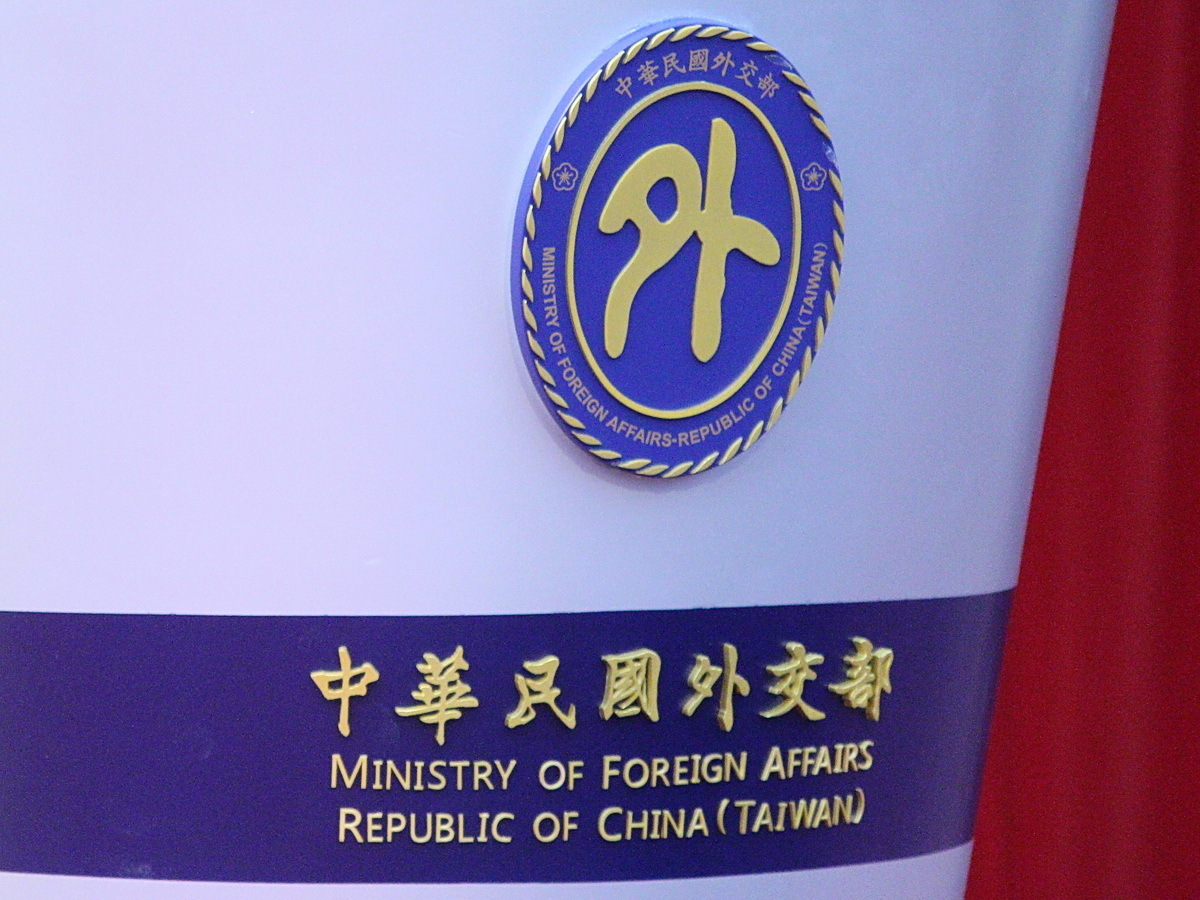 中華民國外交部
外
MINISTRY OF FOREIGN AFFAIRS-REPUBLIC OF CHINA(TAIWAN)
中華民國外交部
MINISTRY OF FOREIGN AFFAIRS
REPUBLIC OF CHINA (TAIWAN)